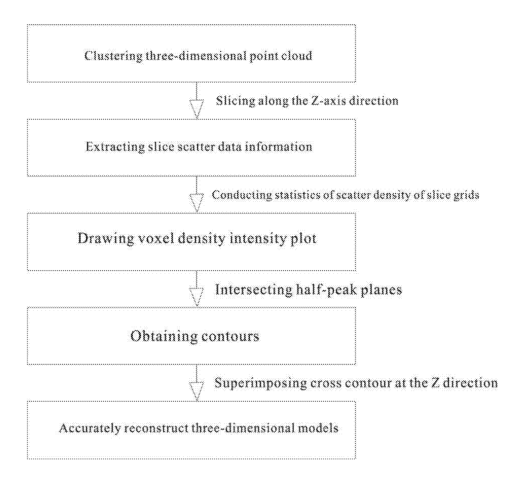 Clustering three-dimensional point cloud
Slicing along the Z-axis direction
Extracting slice scatter data information
Conducting statistics of scatter density of slice grids
Drawing voxel density intensity plot
Intersecting half-peak planes
Obtaining contours
Superimposing cross contour at the Z direction
Accurately reconstruct three-dimensional models